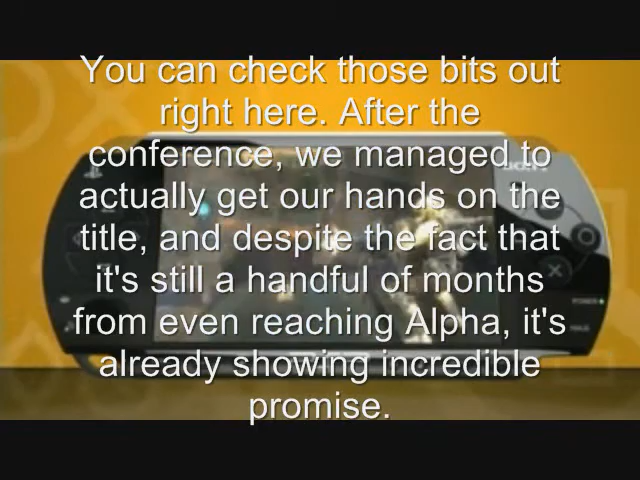 You can check those bits out
right here. After the
conference, we managed to
actually get our hands on the
title, and despite the fact that
it's still a handful of months
from even reaching Alpha, it's
already showing incredible
promise.
SONY
POWER